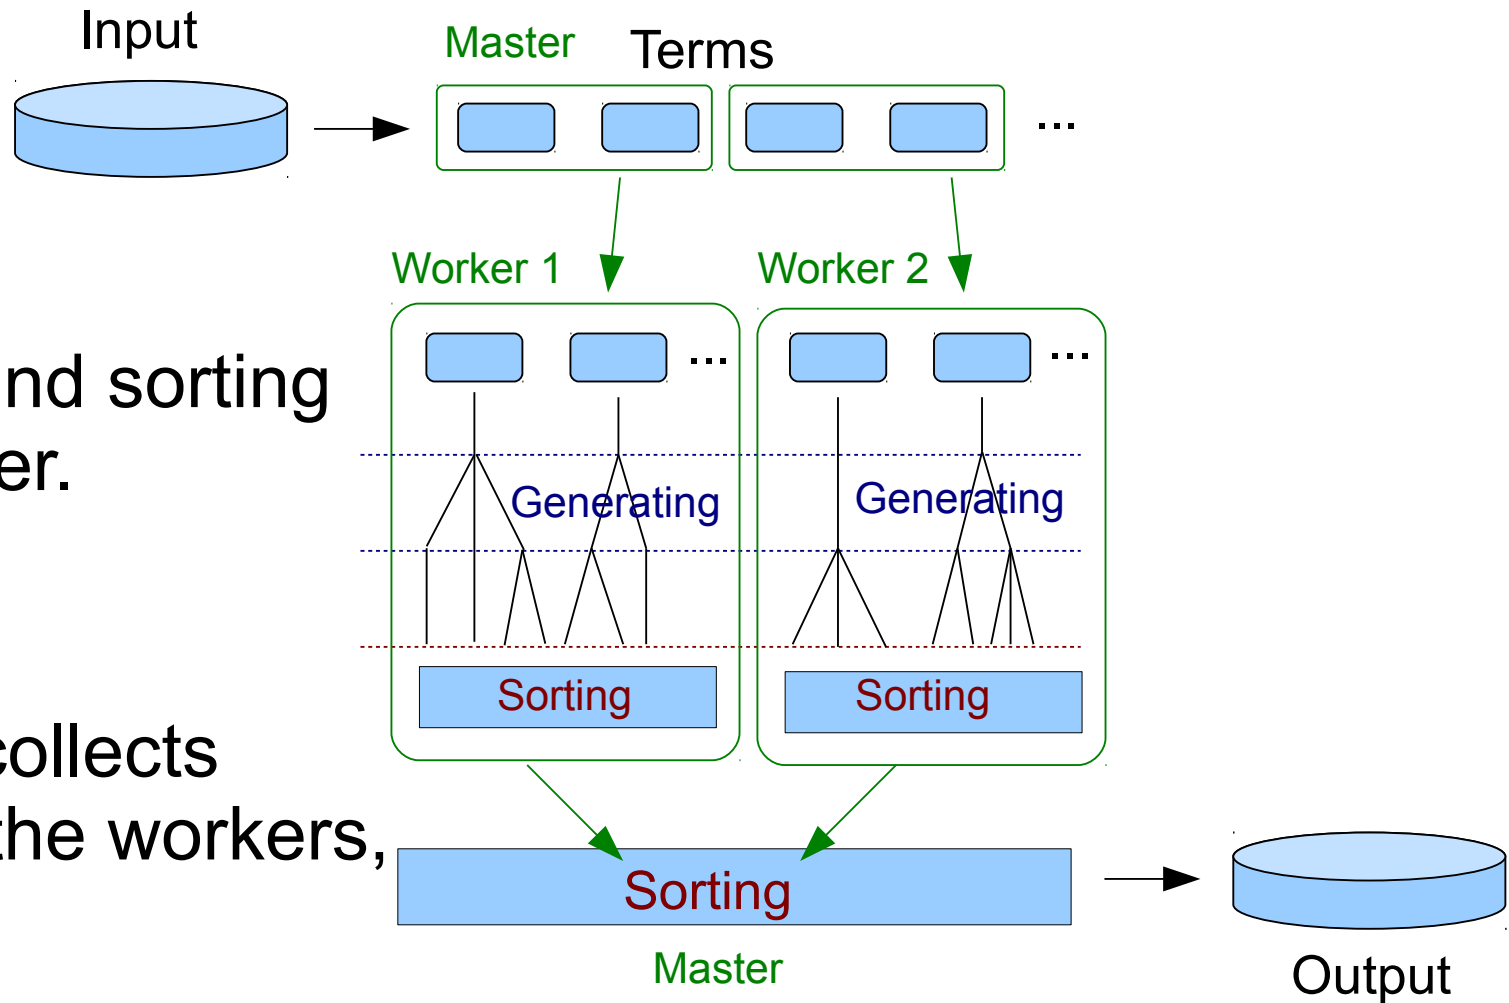 Input
Master
Terms
...
Worker 1
Worker 2
...
...
nd sorting
er.
Generating
Generating
Sorting
Sorting
collects
the workers,
Sorting
Master
Output